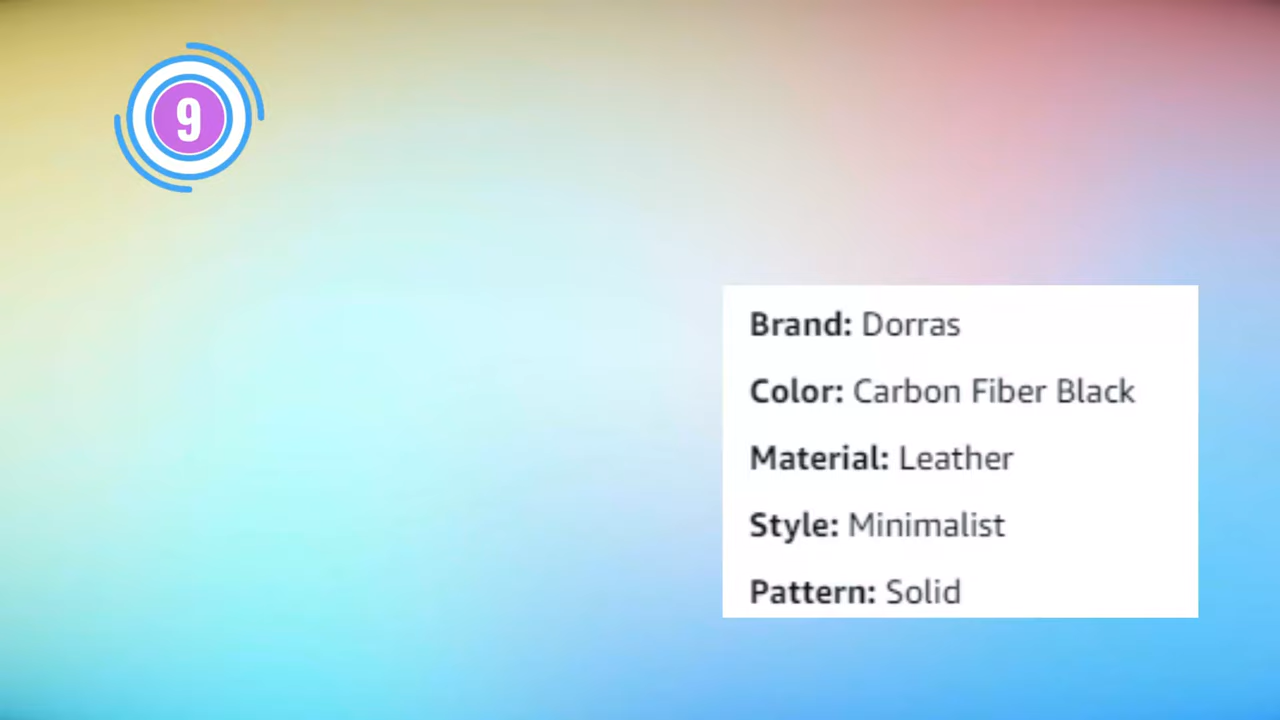 9
Brand: Dorras
Color: Carbon Fiber Black
Material: Leather
Style: Minimalist
Pattern: Solid